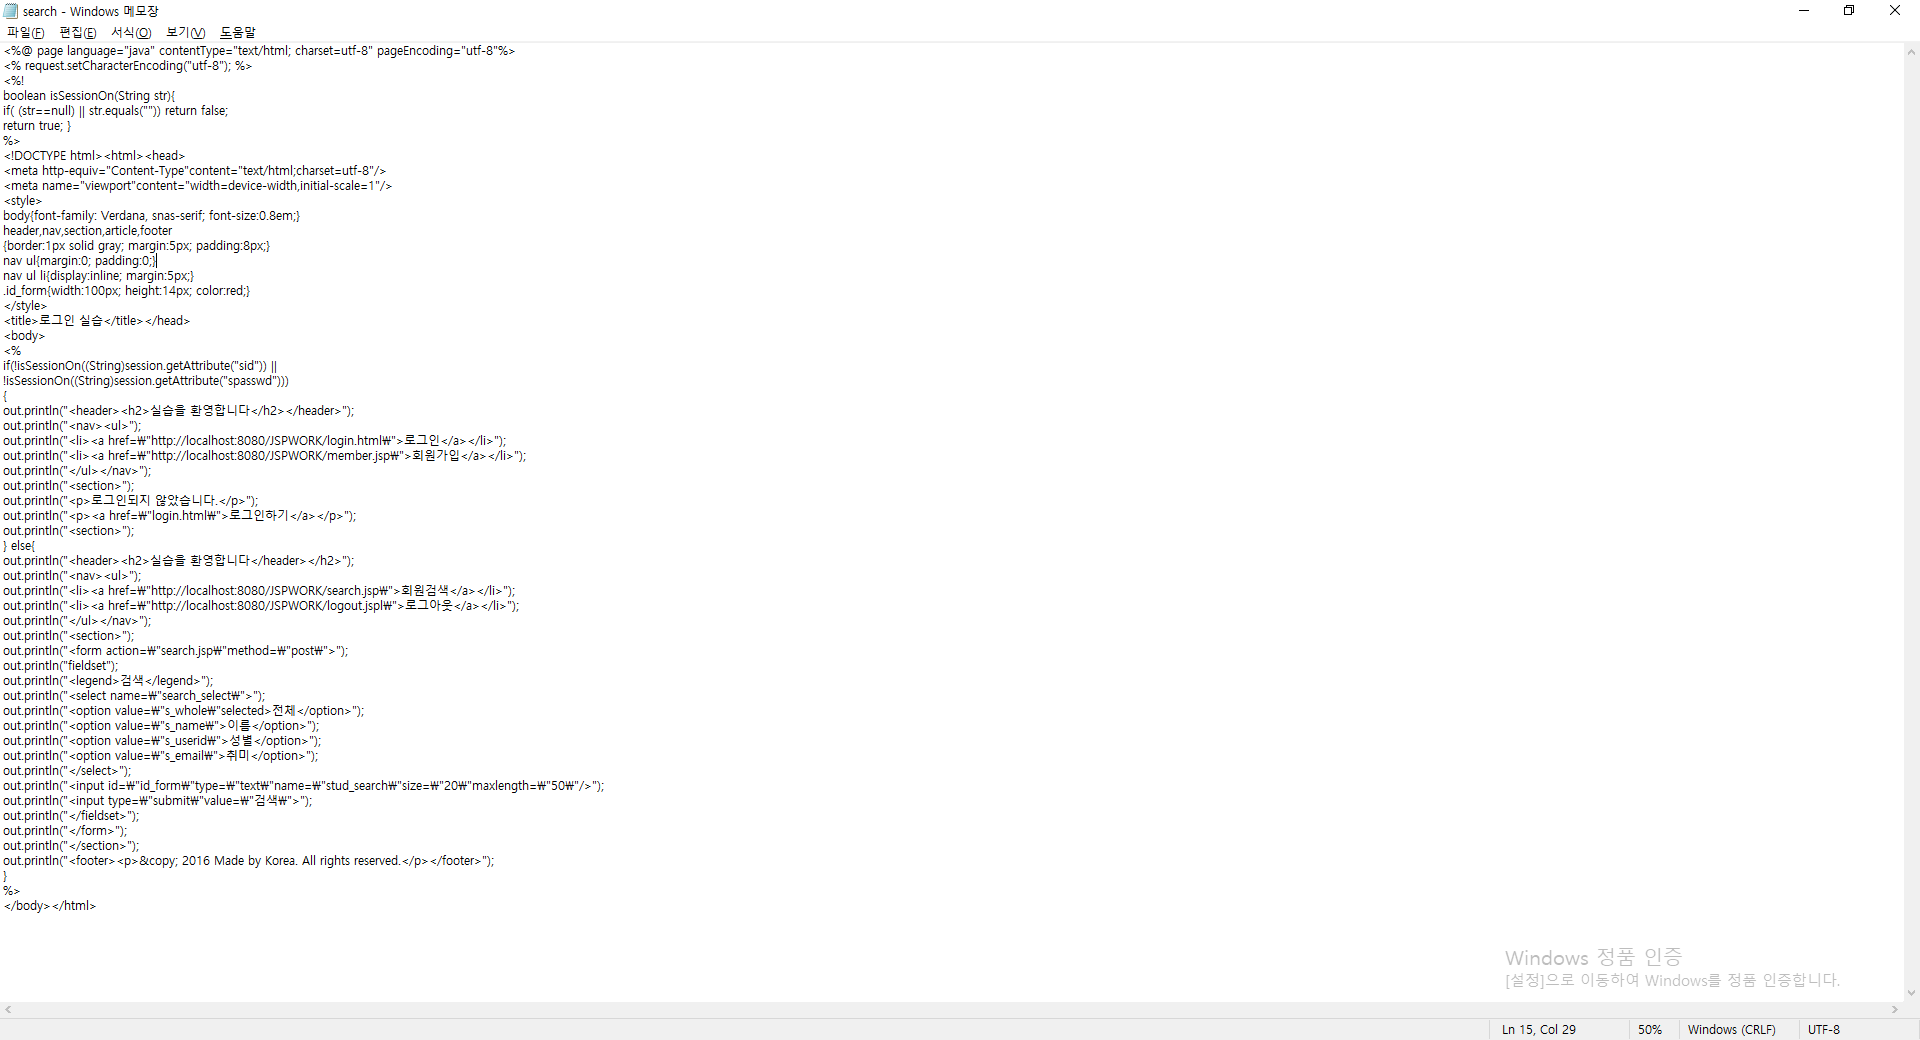 search - Windows 메모장
파일(F) 편집(E) 서식(O) 보기(V) 도움말
<%@ page language="java" contentType="text/html; charset=utf-8" pageEncoding="utf-8"%>
<% request.setCharacterEncoding("utf-8"); %>
<%!
boolean isSessionOn(String str){
if( (str==null) || str.equals("")) return false;
return true; }
%>
<!DOCTYPE html><html><head>
<meta http-equiv="Content-Type"content="text/html;charset=utf-8"/>
<meta name="viewport"content="width=device-width,initial-scale=1"/>
<style>
body{font-family: Verdana, snas-serif; font-size:0.8em;}
header,nav,section,article,footer
{border:1px solid gray; margin:5px; padding:8px;}
nav ul{margin:0; padding:0;}
nav ul li{display:inline; margin:5px;}
.id_form{width:100px; height:14px; color:red;}
</style>
<title>로그인 실습</title></head>
<body>
<%
if(!isSessionOn((String)session.getAttribute("sid")) ||
!isSessionOn((String)session.getAttribute("spasswd")))
{
out.println("<header><h2>실습을 환영합니다</h2></header>");
out.println("<nav><ul>");
out.println("<li><a href=₩"http://localhost:8080/JSPWORK/login.html₩">로그인</a></li>");
out.println("<li><a href=₩"http://localhost:8080/JSPWORK/member.jsp₩">회원가입</a></li>");
out.println("</ul></nav>");
out.println("<section>");
out.println("<p>로그인되지 않았습니다.</p>");
out.println("<p><a href=₩"login.html₩">로그인하기</a></p>");
out.println("<section>");
} else{
out.println("<header><h2>실습을 환영합니다</header></h2>");
out.println("<nav><ul>");
out.println("<li><a href=₩"http://localhost:8080/JSPWORK/search.jsp₩">회원검색</a></li>");
out.println("<li><a href=₩"http://localhost:8080/JSPWORK/logout.jspl₩">로그아웃</a></li>");
out.println("</ul></nav>");
out.println("<section>");
out.println("<form action=₩"search.jsp₩"method=₩"post₩">");
out.println("fieldset");
out.println("<legend>검색</legend>");
out.println("<select name=₩"search_select₩">");
out.println("<option value=₩"s_whole₩"selected>전체</option>");
out.println("<option value=₩"s_name₩">이름</option>");
out.println("<option value=₩"s_userid₩">성별</option>");
out.println("<option value=₩"s_email₩">취미</option>");
out.println("</select>");
out.println("<input id=₩"id_form₩"type=₩"text₩"name=₩"stud_search₩"size=₩"20₩"maxlength=₩"50₩"/>");
out.println("<input type=₩"submit₩"value=₩"검색₩">");
out.println("</fieldset>");
out.println("</form>");
out.println("</section>");
out.println("<footer><p>&copy; 2016 Made by Korea. All rights reserved.</p></footer>");
}
%>
</body></html>
Windows 정품 인증
[설정]으로 이동하여 Windows를 정품 인증합니다.
Ln 15, Col 29 50% Windows (CRLF) UTF-8